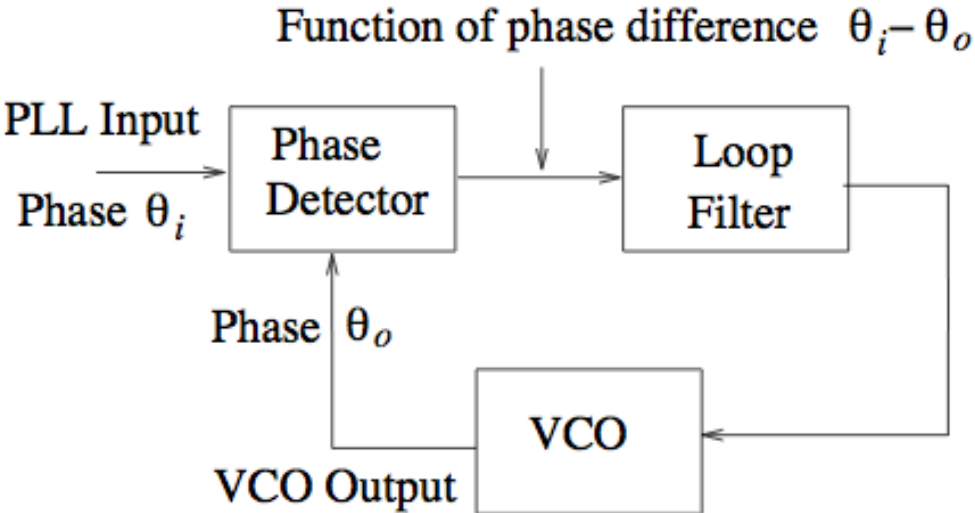 Function of phase difference θi – θo
PLL Input
Phase θi
Phase
Detector
Loop
Filter
Phase θo
VCO
VCO Output